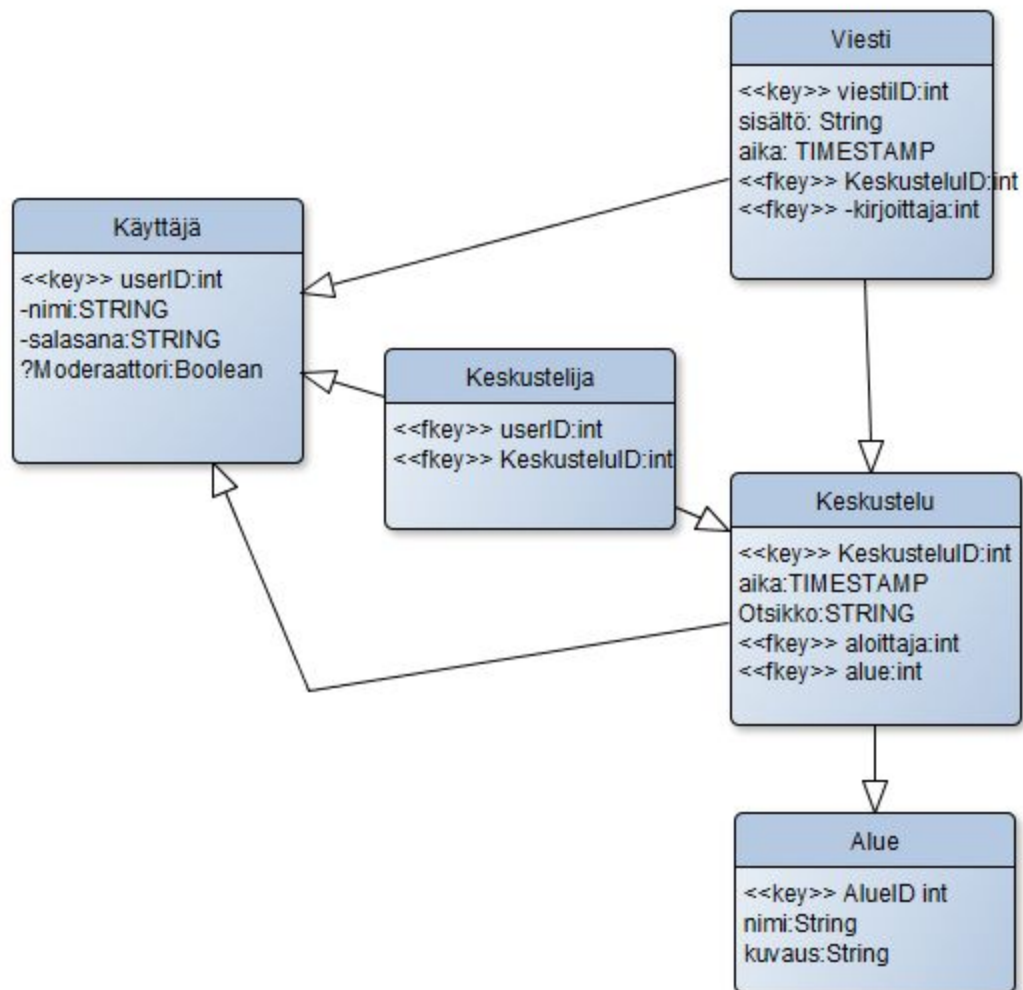 Viesti
<<key>> viestiID:int
sisältö: String
aika: TIMESTAMP
<<fkey>> KeskusteluID:int
<<fkey>> -kirjoittaja:int
Käyttäjä
<<key>> userID:int
-nimi:STRING
-salasana:STRING
?Moderaattori:Boolean
Keskustelija
<<fkey>> userID:int
<<fkey>> KeskusteluID:int
Keskustelu
<<key>> KeskusteluID:int
aika:TIMESTAMP
Otsikko:STRING
<<fkey>> aloittaja:int
<<fkey>> alue:int
Alue
<<key>> AlueID int
nimi:String
kuvaus:String